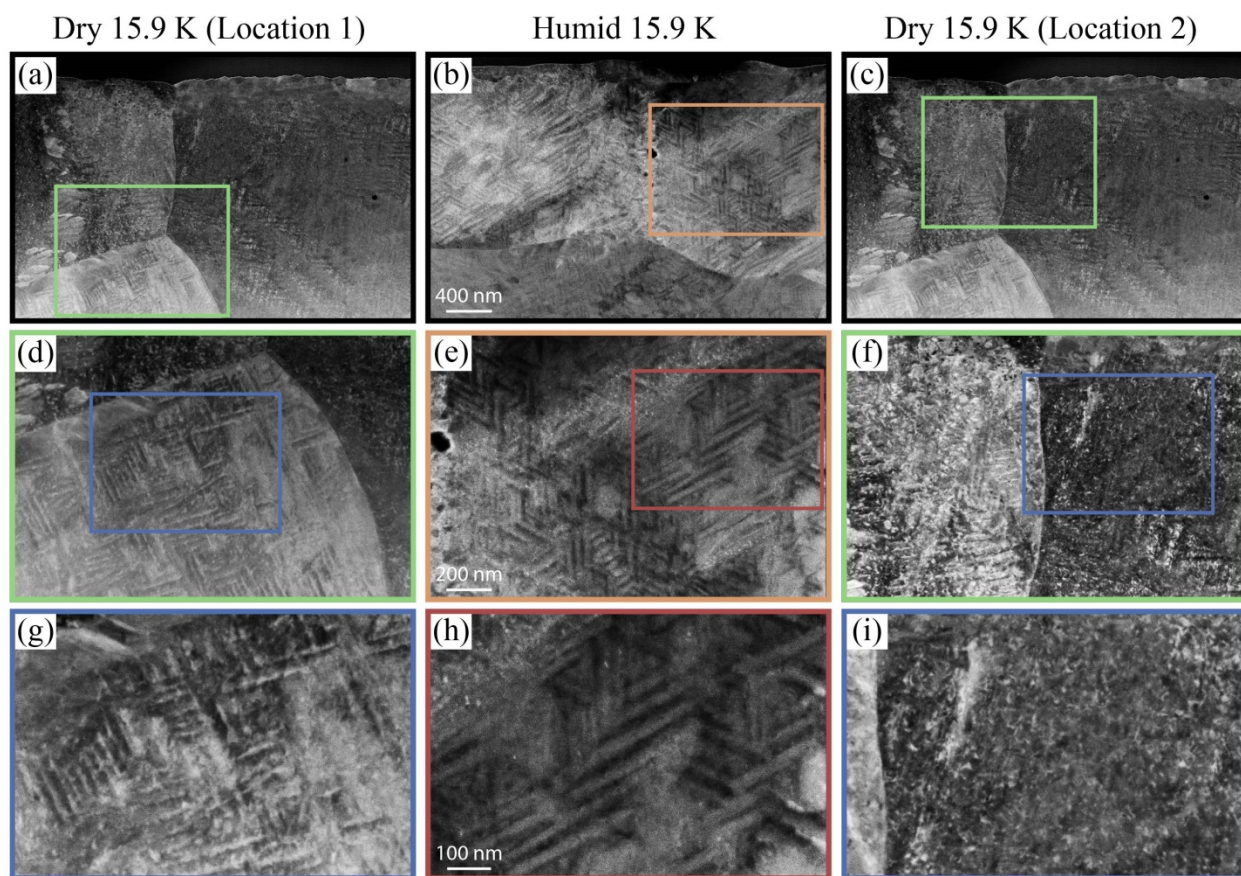 Dry 15.9 K (Location 1)
Humid 15.9 K
Dry 15.9 K (Location 2)
(a)
(b)
(c)
400 nm
(d)
(e)
(f)
200 nm
(g)
(h)
(i)
100 nm